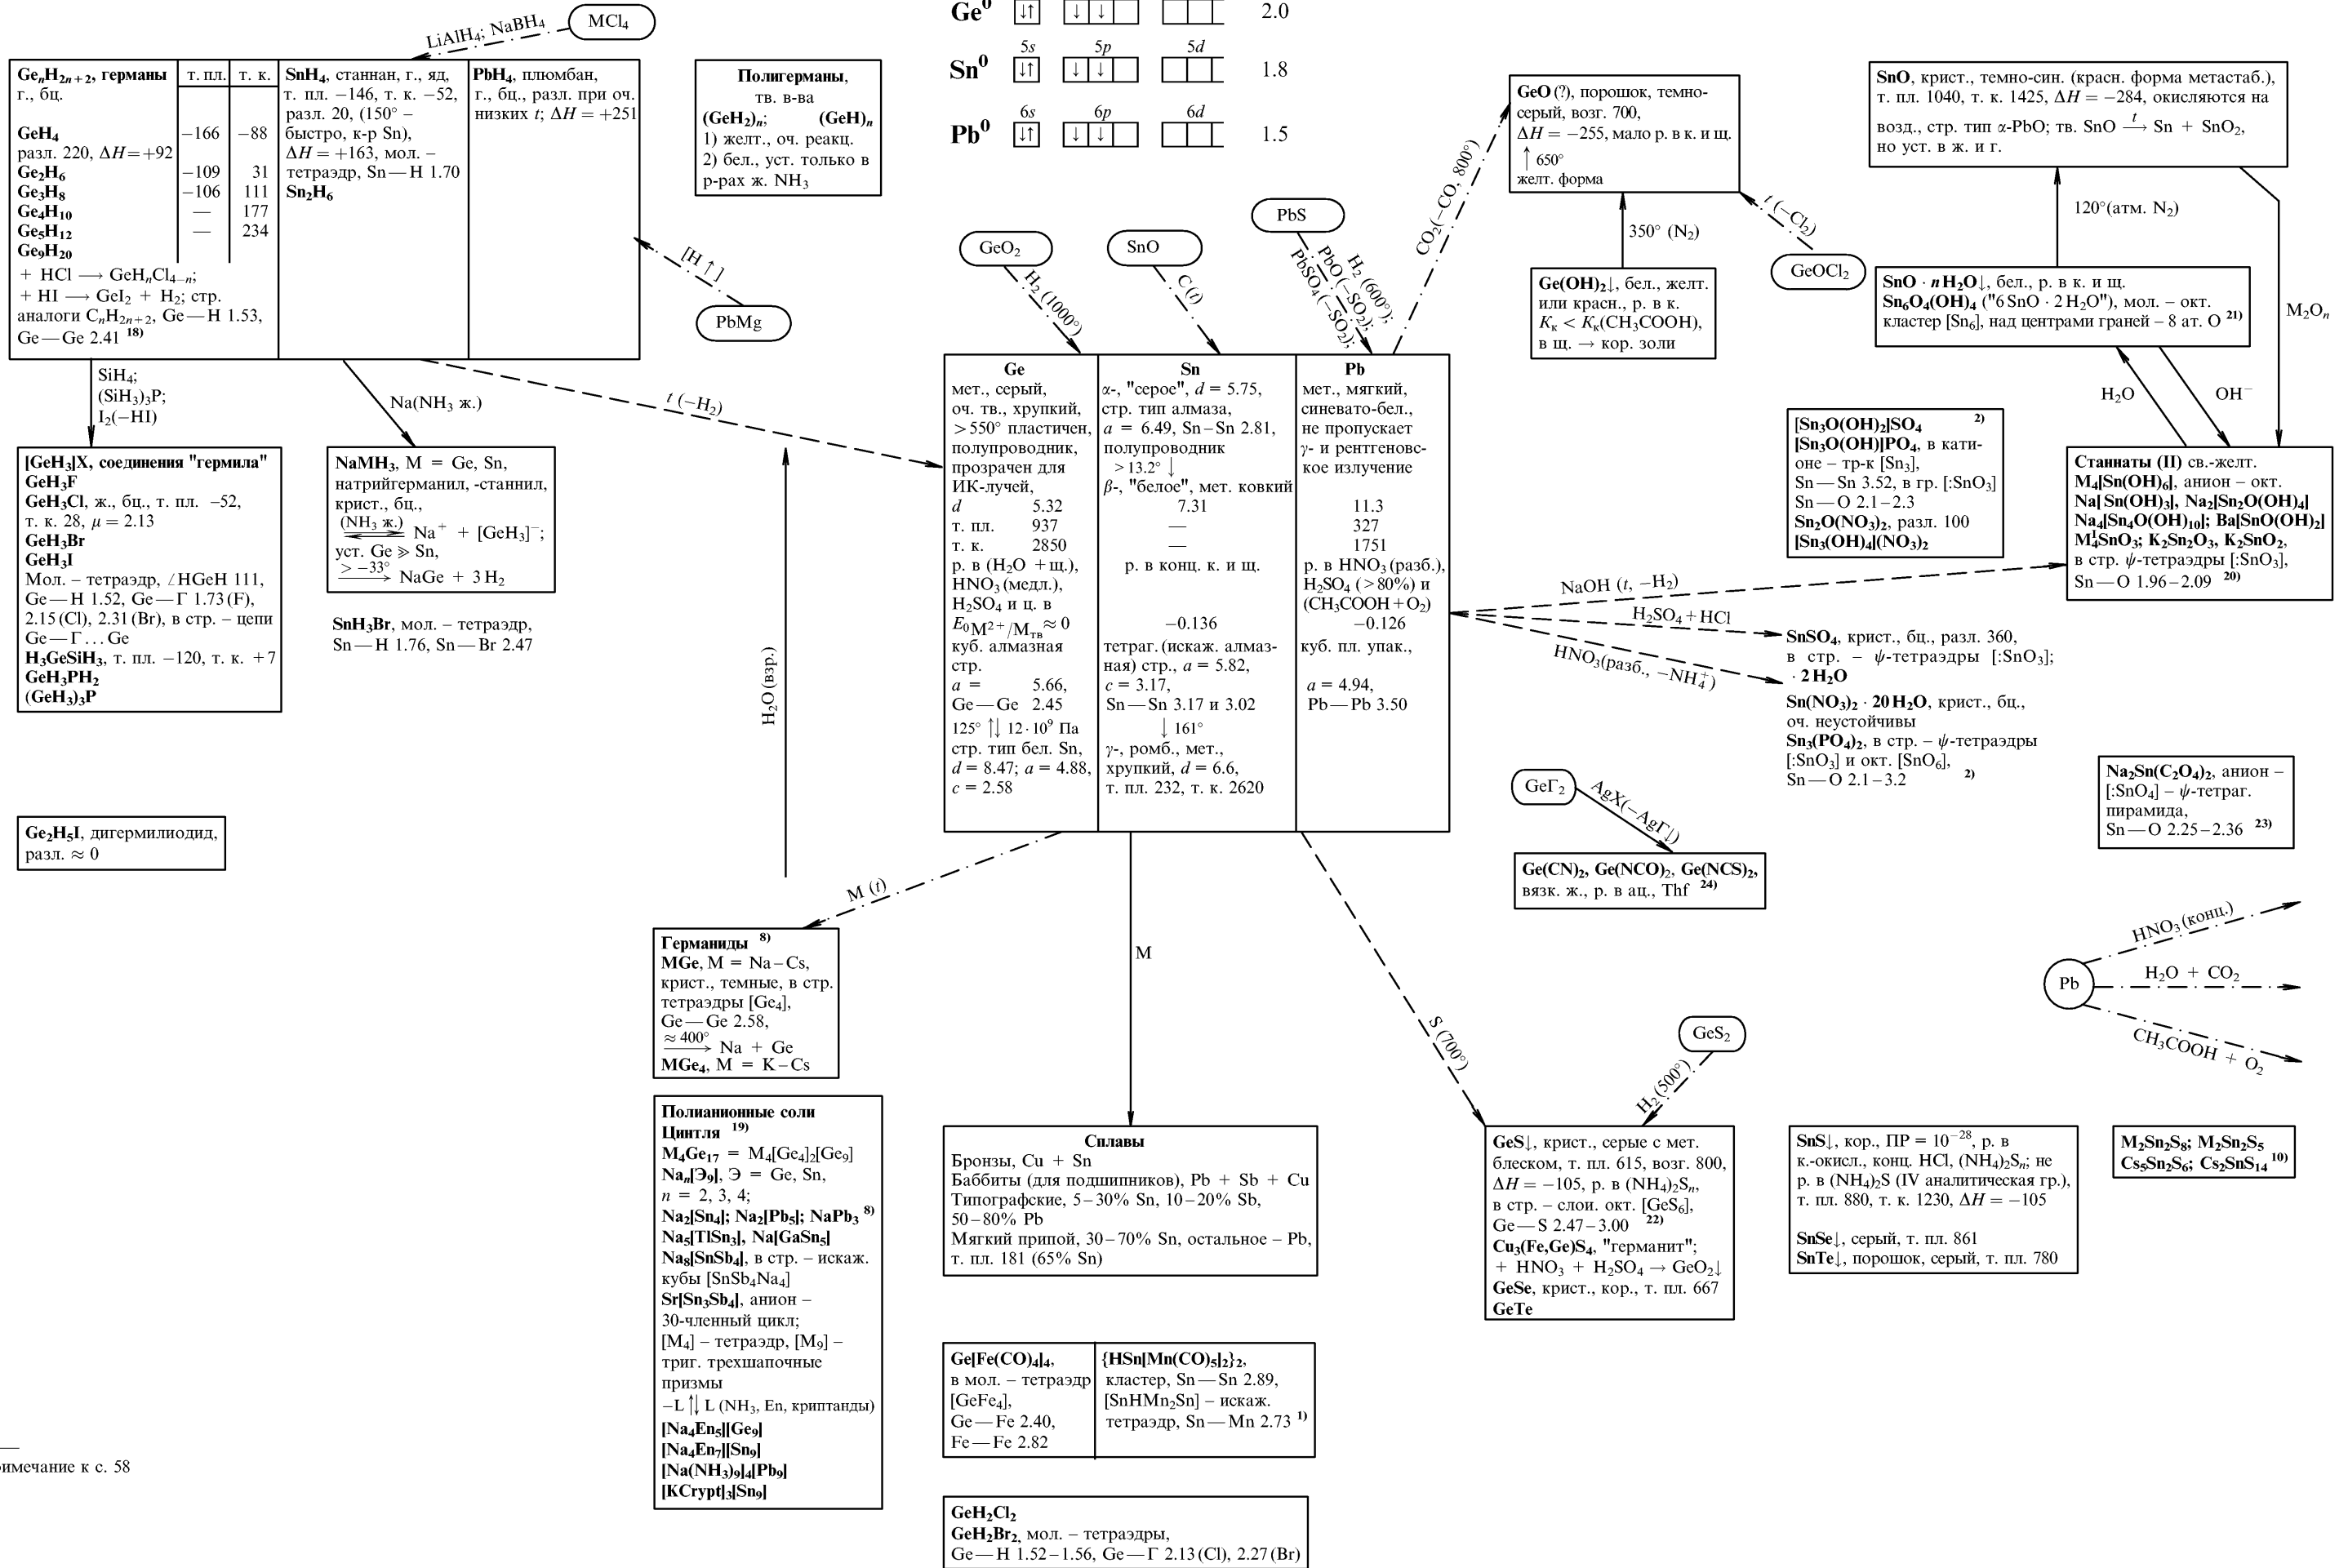 Ge⁰ ↓↑ ↓ ↓ 2.0
5s 5p 5d
Sn⁰ ↓↑ ↓ ↓ 1.8
6s 6p 6d
Pb⁰ ↓↑ ↓ ↓ 1.5
MCl₄
LiAlH₄; NaBH₄
GeₙH₂ₙ₊₂, германы т. пл. т. к.
г., бц.
GeH₄ −166 −88
разл. 220, ΔH=+92
Ge₂H₆ −109 31
Ge₃H₈ −106 111
Ge₄H₁₀ — 177
Ge₅H₁₂ — 234
Ge₉H₂₀
+ HCl ⟶ GeHₙCl₄₋ₙ;
+ HI ⟶ GeI₂ + H₂; стр.
аналоги CₙH₂ₙ₊₂, Ge—H 1.53,
Ge—Ge 2.41 ¹⁸⁾
SnH₄, станнан, г., яд,
т. пл. −146, т. к. −52,
разл. 20, (150° –
быстро, к-р Sn),
ΔH = +163, мол. –
тетраэдр, Sn—H 1.70
Sn₂H₆
PbH₄, плюмбан,
г., бц., разл. при оч.
низких t; ΔH = +251
Полигерманы,
тв. в-ва
(GeH₂)ₙ; (GeH)ₙ
1) желт., оч. реакц.
2) бел., уст. только в
р-рах ж. NH₃
[H↑]
PbMg
SiH₄;
(SiH₃)₃P;
I₂(−HI)
Na(NH₃ ж.)
t (−H₂)
[GeH₃]X, соединения "гермила"
GeH₃F
GeH₃Cl, ж., бц., т. пл. −52,
т. к. 28, μ = 2.13
GeH₃Br
GeH₃I
Мол. – тетраэдр, ∠HGeH 111,
Ge—H 1.52, Ge—Г 1.73 (F),
2.15 (Cl), 2.31 (Br), в стр. – цепи
Ge—Г…Ge
H₃GeSiH₃, т. пл. −120, т. к. +7
GeH₃PH₂
(GeH₃)₃P
NaMH₃, M = Ge, Sn,
натрийгерманил, -станнил,
крист., бц.,
(NH₃ ж.)
⇌ Na⁺ + [GeH₃]⁻;
уст. Ge ≫ Sn,
> −33°
⟶ NaGe + 3H₂
SnH₃Br, мол. – тетраэдр,
Sn—H 1.76, Sn—Br 2.47
Ge₂H₅I, дигермилиодид,
разл. ≈ 0
H₂O (взр.)
GeO₂
H₂ (1000°)
SnO
C(t)
PbS
H₂ (600°);
PbO(−SO₂);
PbSO₄(−SO₂);
CO₂(−CO, 800°)
Ge
мет., серый,
оч. тв., хрупкий,
>550° пластичен,
полупроводник,
прозрачен для
ИК-лучей,
d 5.32
т. пл. 937
т. к. 2850
р. в (H₂O + щ.),
HNO₃(медл.),
H₂SO₄ и ц. в
E₀ M²⁺/Mтв ≈ 0
куб. алмазная
стр.
a = 5.66,
Ge—Ge 2.45
125° ↑↓ 12·10⁹ Па
стр. тип бел. Sn,
d = 8.47; a = 4.88,
c = 2.58
Sn
α-, "серое", d = 5.75,
стр. тип алмаза,
a = 6.49, Sn–Sn 2.81,
полупроводник
>13.2° ↓
β-, "белое", мет. ковкий
7.31
—
—
р. в конц. к. и щ.
−0.136
тетраг. (искаж. алмаз-
ная) стр., a = 5.82,
c = 3.17,
Sn—Sn 3.17 и 3.02
↓ 161°
γ-, ромб., мет.,
хрупкий, d = 6.6,
т. пл. 232, т. к. 2620
Pb
мет., мягкий,
синевато-бел.,
не пропускает
γ- и рентгеновс-
кое излучение
11.3
327
1751
р. в HNO₃(разб.),
H₂SO₄ (>80%) и
(CH₃COOH+O₂)
−0.126
куб. пл. упак.,
a = 4.94,
Pb—Pb 3.50
GeO (?), порошок, темно-
серый, возг. 700,
ΔH = −255, мало р. в к. и щ.
↑ 650°
желт. форма
350° (N₂)
t (−Cl₂)
GeOCl₂
Ge(OH)₂↓, бел., желт.
или красн., р. в к.
Kк < Kк(CH₃COOH),
в щ. → кор. золи
SnO, крист., темно-син. (красн. форма метастаб.),
т. пл. 1040, т. к. 1425, ΔH = −284, окисляются на
возд., стр. тип α-PbO; тв. SnO —t→ Sn + SnO₂,
но уст. в ж. и г.
120°(атм. N₂)
M₂Oₙ
SnO · nH₂O↓, бел., р. в к. и щ.
Sn₆O₄(OH)₄ ("6SnO · 2H₂O"), мол. – окт.
кластер [Sn₆], над центрами граней – 8 ат. O ²¹⁾
H₂O
OH⁻
[Sn₃O(OH)₂]SO₄ ²⁾
[Sn₃O(OH)]PO₄, в кати-
оне – тр-к [Sn₃],
Sn—Sn 3.52, в гр. [:SnO₃]
Sn—O 2.1–2.3
Sn₂O(NO₃)₂, разл. 100
[Sn₃(OH)₄](NO₃)₂
Станнаты (II) св.-желт.
M₄[Sn(OH)₆], анион – окт.
Na[Sn(OH)₃], Na₂[Sn₂O(OH)₄]
Na₄[Sn₄O(OH)₁₀]; Ba[SnO(OH)₂]
Mᴵ₄SnO₃; K₂Sn₂O₃, K₂SnO₂,
в стр. ψ-тетраэдры [:SnO₃],
Sn—O 1.96–2.09 ²⁰⁾
NaOH (t, −H₂)
H₂SO₄+HCl
HNO₃(разб., −NH₄⁺)
SnSO₄, крист., бц., разл. 360,
в стр. – ψ-тетраэдры [:SnO₃];
· 2H₂O
Sn(NO₃)₂ · 20H₂O, крист., бц.,
оч. неустойчивы
Sn₃(PO₄)₂, в стр. – ψ-тетраэдры
[:SnO₃] и окт. [SnO₆],
Sn—O 2.1–3.2 ²⁾
Na₂Sn(C₂O₄)₂, анион –
[:SnO₄] – ψ-тетраг.
пирамида,
Sn—O 2.25–2.36 ²³⁾
GeГ₂
AgX(−AgГ↓)
Ge(CN)₂, Ge(NCO)₂, Ge(NCS)₂,
вязк. ж., р. в ац., Thf ²⁴⁾
Pb
HNO₃(конц.)
H₂O + CO₂
CH₃COOH + O₂
M (t)
M
S (700°)
Германиды ⁸⁾
MGe, M = Na–Cs,
крист., темные, в стр.
тетраэдры [Ge₄],
Ge—Ge 2.58,
≈400°
⟶ Na + Ge
MGe₄, M = K–Cs
Полианионные соли
Цинтля ¹⁹⁾
M₄Ge₁₇ = M₄[Ge₄]₂[Ge₉]
Naₙ[Э₉], Э = Ge, Sn,
n = 2, 3, 4;
Na₂[Sn₄]; Na₂[Pb₅]; NaPb₃ ⁸⁾
Na₅[TlSn₃], Na[GaSn₅]
Na₈[SnSb₄], в стр. – искаж.
кубы [SnSb₄Na₄]
Sr[Sn₃Sb₄], анион –
30-членный цикл;
[M₄] – тетраэдр, [M₉] –
триг. трехшапочные
призмы
−L ↑↓ L (NH₃, En, криптанды)
[Na₄En₅][Ge₉]
[Na₄En₇][Sn₉]
[Na(NH₃)₉]₄[Pb₉]
[KCrypt]₃[Sn₉]
Сплавы
Бронзы, Cu + Sn
Баббиты (для подшипников), Pb + Sb + Cu
Типографские, 5–30% Sn, 10–20% Sb,
50–80% Pb
Мягкий припой, 30–70% Sn, остальное – Pb,
т. пл. 181 (65% Sn)
Ge[Fe(CO)₄]₄,
в мол. – тетраэдр
[GeFe₄],
Ge—Fe 2.40,
Fe—Fe 2.82
{HSn[Mn(CO)₅]₂}₂,
кластер, Sn—Sn 2.89,
[SnHMn₂Sn] – искаж.
тетраэдр, Sn—Mn 2.73 ¹⁾
GeH₂Cl₂
GeH₂Br₂, мол. – тетраэдры,
Ge—H 1.52–1.56, Ge—Г 2.13 (Cl), 2.27 (Br)
GeS₂
H₂ (500°)
GeS↓, крист., серые с мет.
блеском, т. пл. 615, возг. 800,
ΔH = −105, р. в (NH₄)₂Sₙ,
в стр – слои. окт. [GeS₆],
Ge—S 2.47–3.00 ²²⁾
Cu₃(Fe,Ge)S₄, "германит";
+ HNO₃ + H₂SO₄ → GeO₂↓
GeSe, крист., кор., т. пл. 667
GeTe
SnS↓, кор., ПР = 10⁻²⁸, р. в
к.-окисл., конц. HCl, (NH₄)₂Sₙ; не
р. в (NH₄)₂S (IV аналитическая гр.),
т. пл. 880, т. к. 1230, ΔH = −105
SnSe↓, серый, т. пл. 861
SnTe↓, порошок, серый, т. пл. 780
M₂Sn₂S₈; M₂Sn₂S₅
Cs₅Sn₂S₆; Cs₂SnS₁₄ ¹⁰⁾
имечание к с. 58